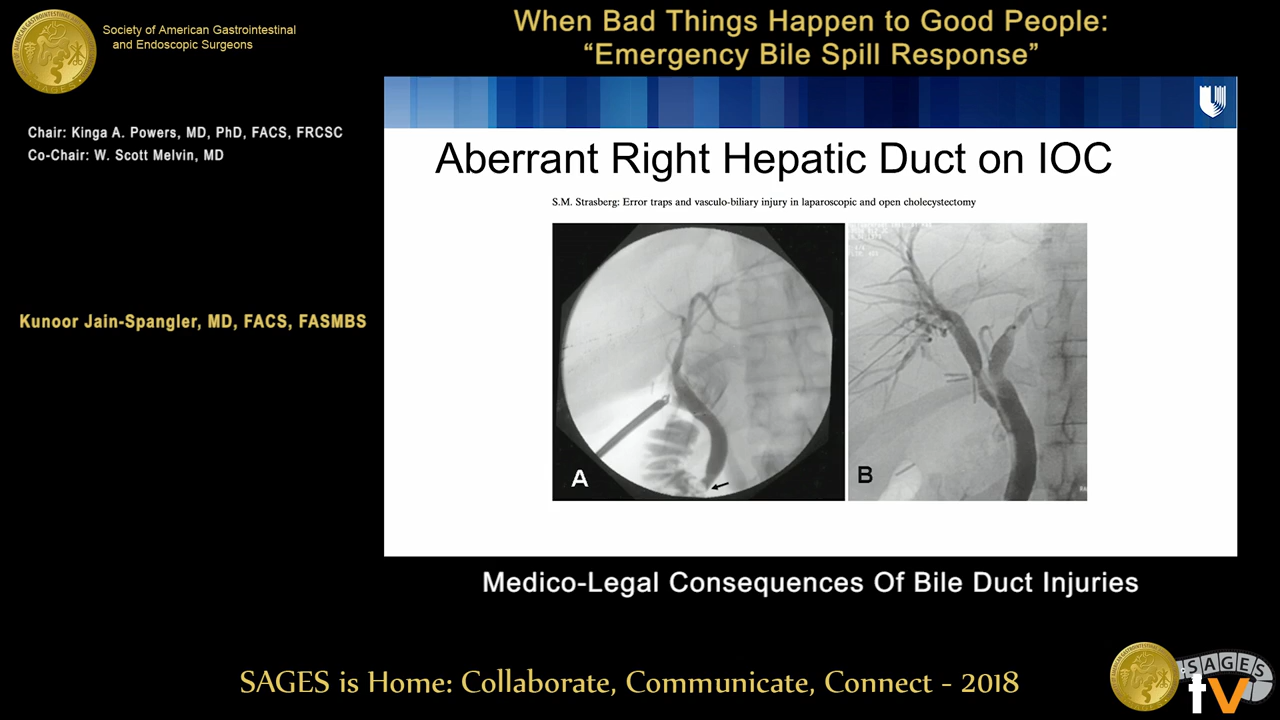 Society of American Gastrointestinal
and Endoscopic Surgeons
When Bad Things Happen to Good People:
“Emergency Bile Spill Response”
Chair: Kinga A. Powers, MD, PhD, FACS, FRCSC
Co-Chair: W. Scott Melvin, MD
Kunoor Jain-Spangler, MD, FACS, FASMBS
Aberrant Right Hepatic Duct on IOC
S.M. Strasberg: Error traps and vasculo-biliary injury in laparoscopic and open cholecystectomy
A
B
Medico-Legal Consequences Of Bile Duct Injuries
SAGES is Home: Collaborate, Communicate, Connect - 2018
SAGES
tv